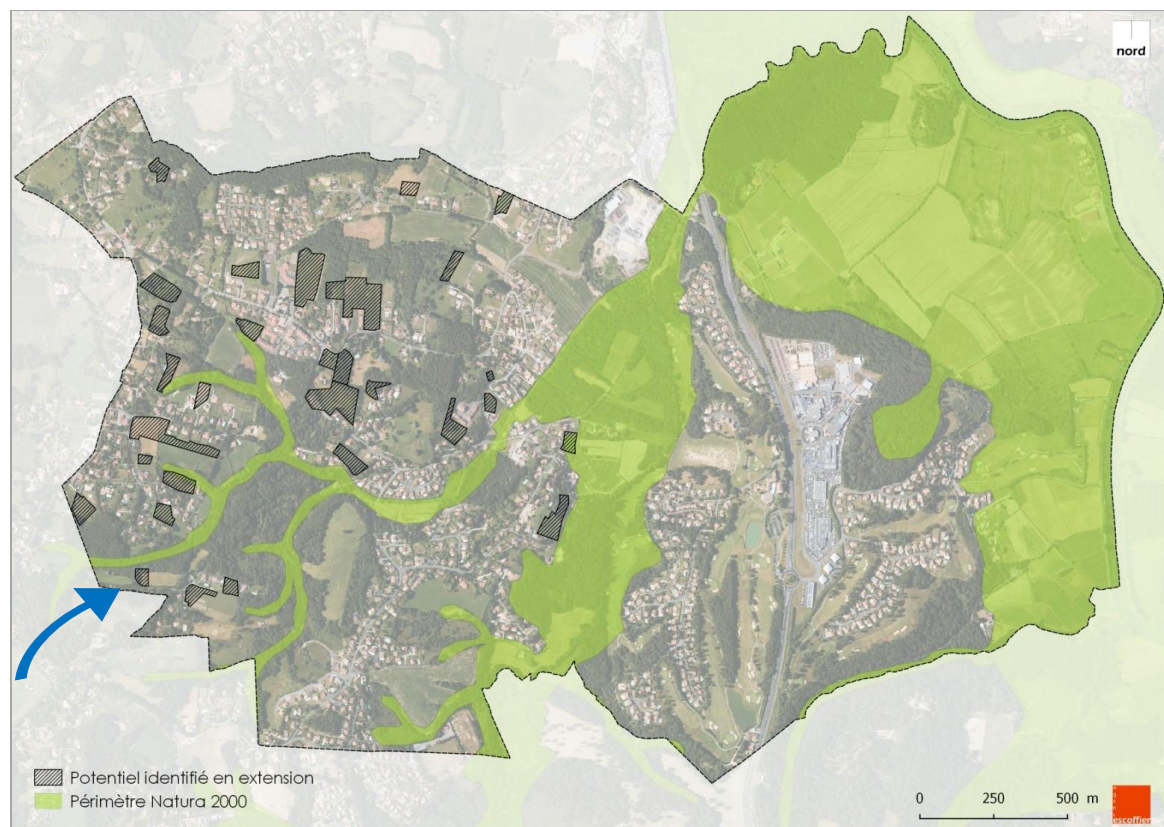 nord
Potentiel identifié en extension
Périmètre Natura 2000
0 250 500 m
escoffier